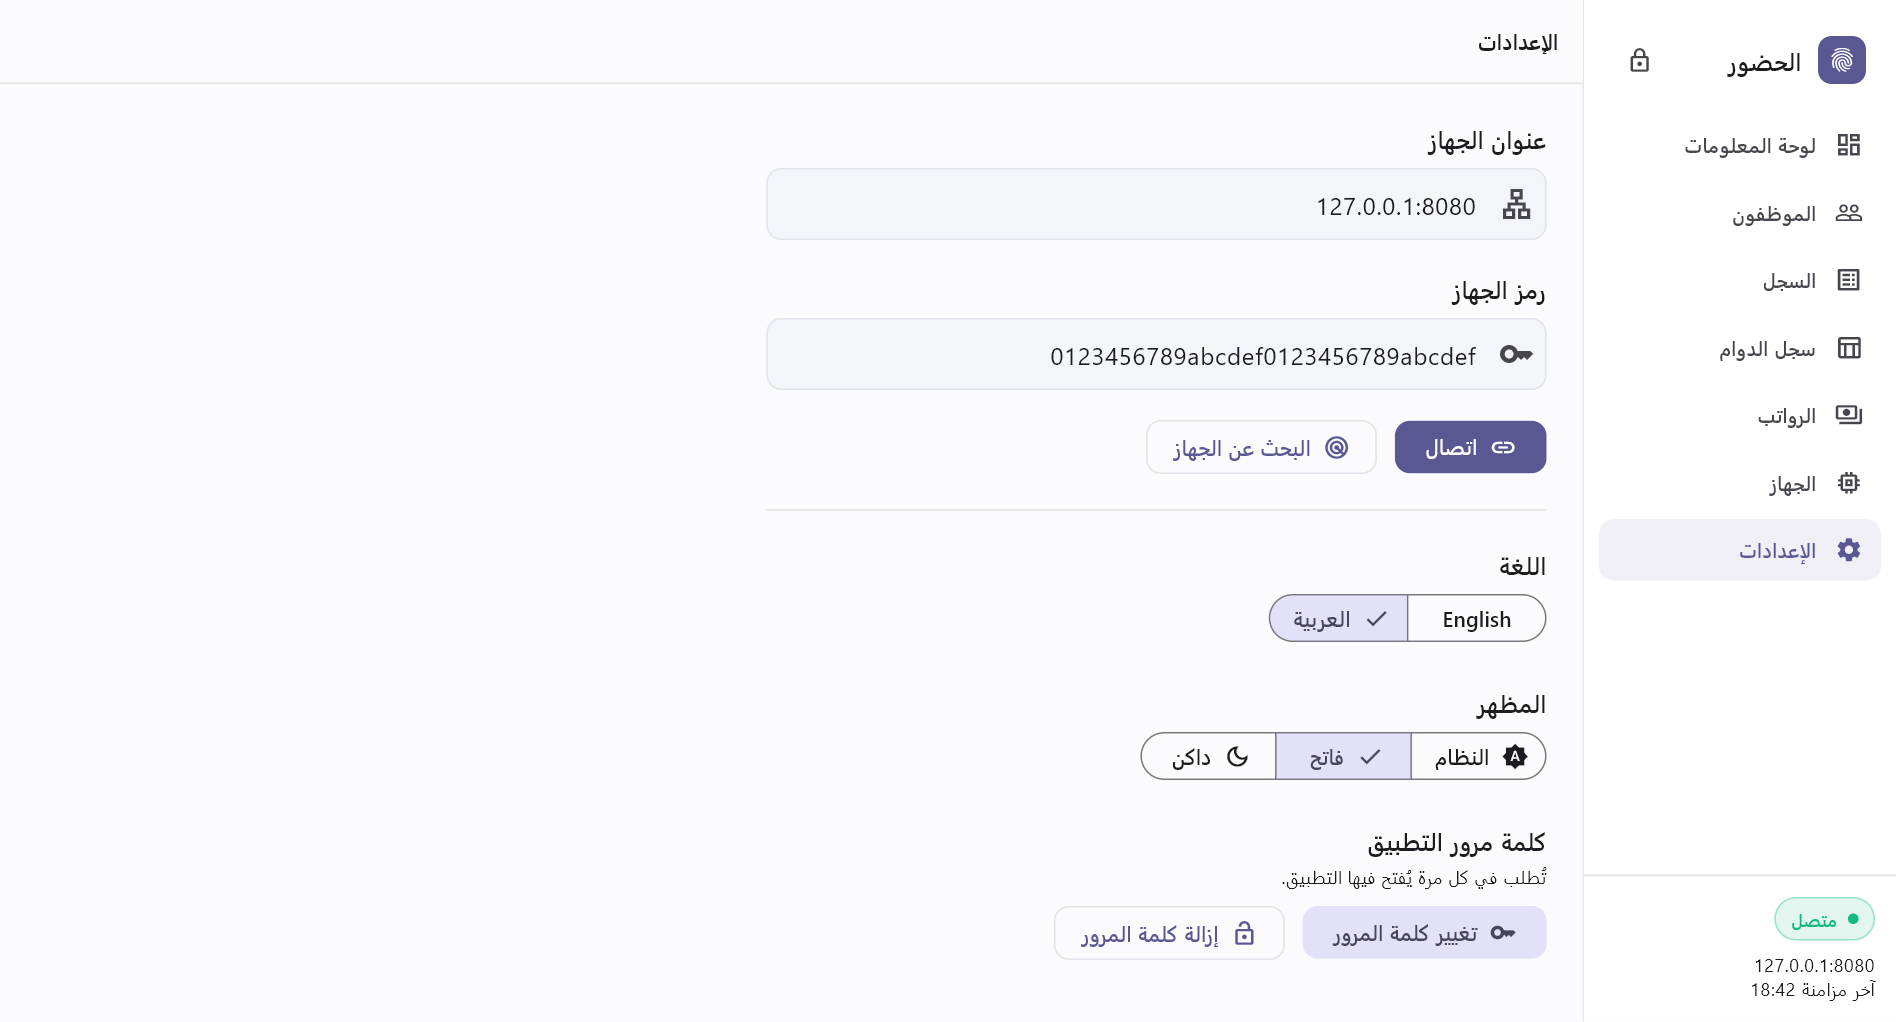 الحضور
لوحة المعلومات
الموظفون
السجل
سجل الدوام
الرواتب
الجهاز
الإعدادات
متصل
127.0.0.1:8080
آخر مزامنة 18:42
الإعدادات
عنوان الجهاز
127.0.0.1:8080
رمز الجهاز
0123456789abcdef0123456789abcdef
اتصال
البحث عن الجهاز
اللغة
English
العربية
المظهر
النظام
فاتح
داكن
كلمة مرور التطبيق
تُطلب في كل مرة يُفتح فيها التطبيق.
تغيير كلمة المرور
إزالة كلمة المرور